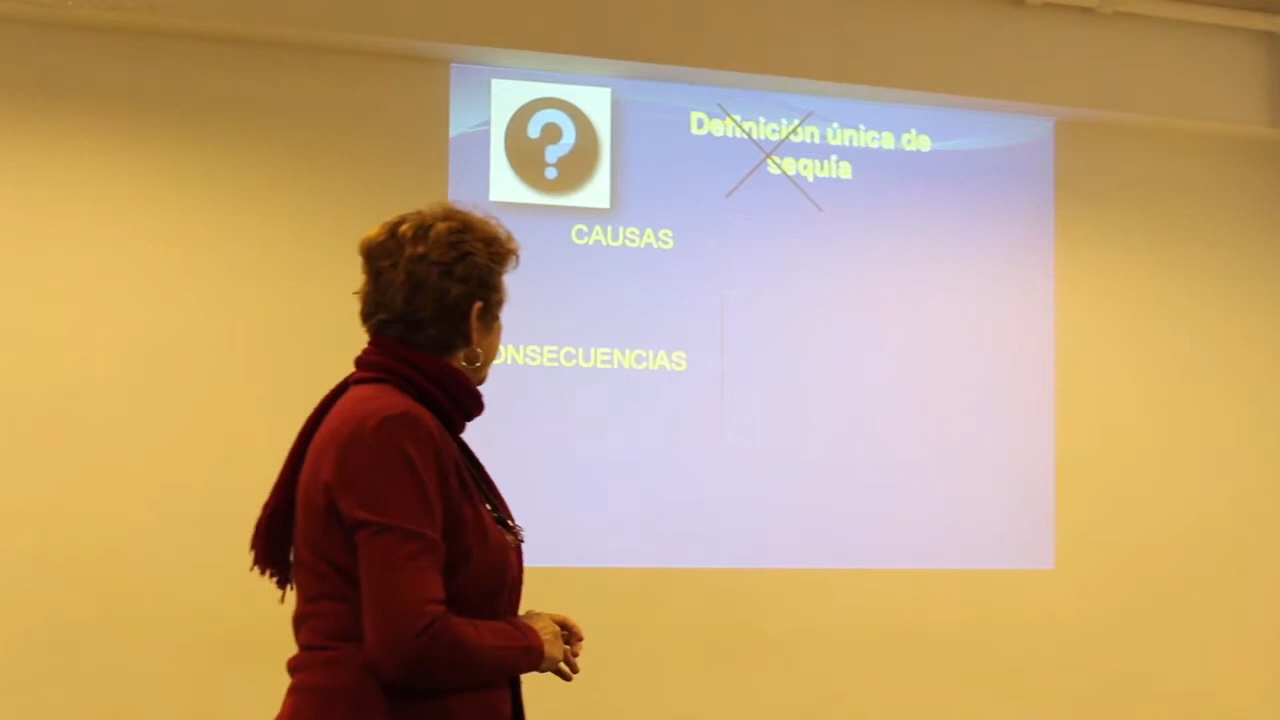 ?
Definición única de
sequía
CAUSAS
ONSECUENCIAS